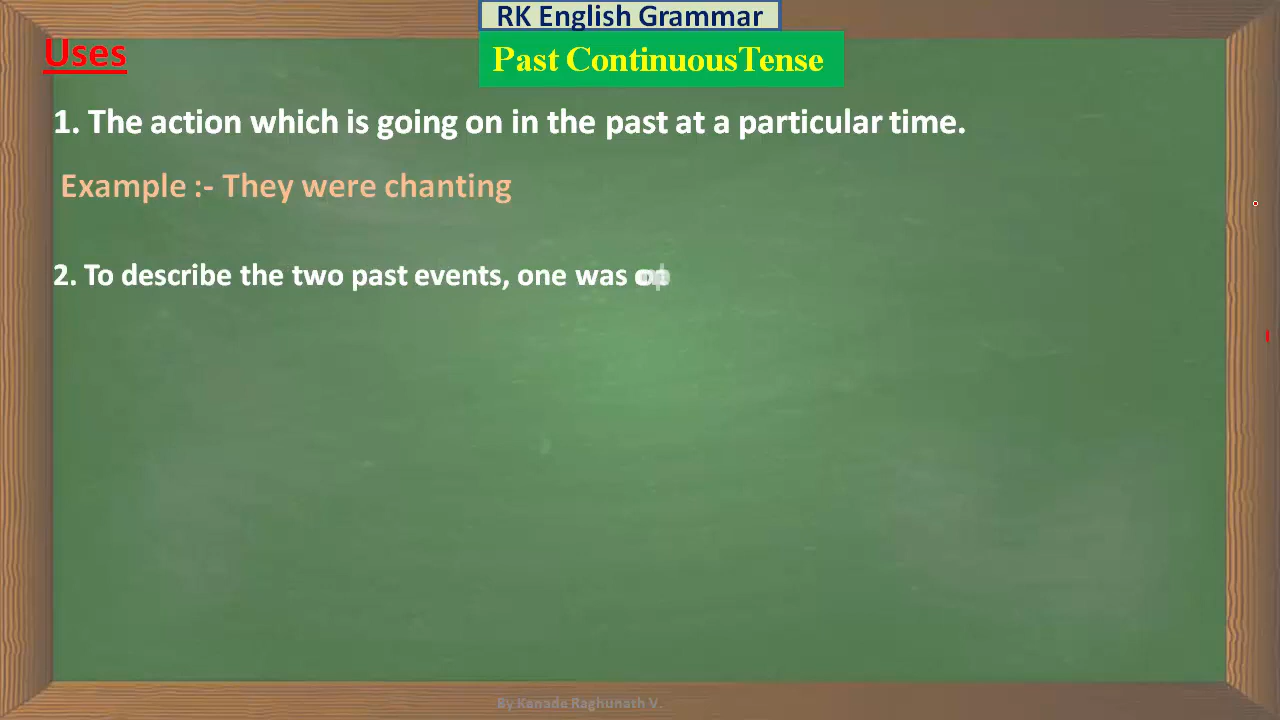 RK English Grammar
Uses
Past ContinuousTense
1. The action which is going on in the past at a particular time.
Example :- They were chanting
2. To describe the two past events, one was
By Kanade Raghunath V.